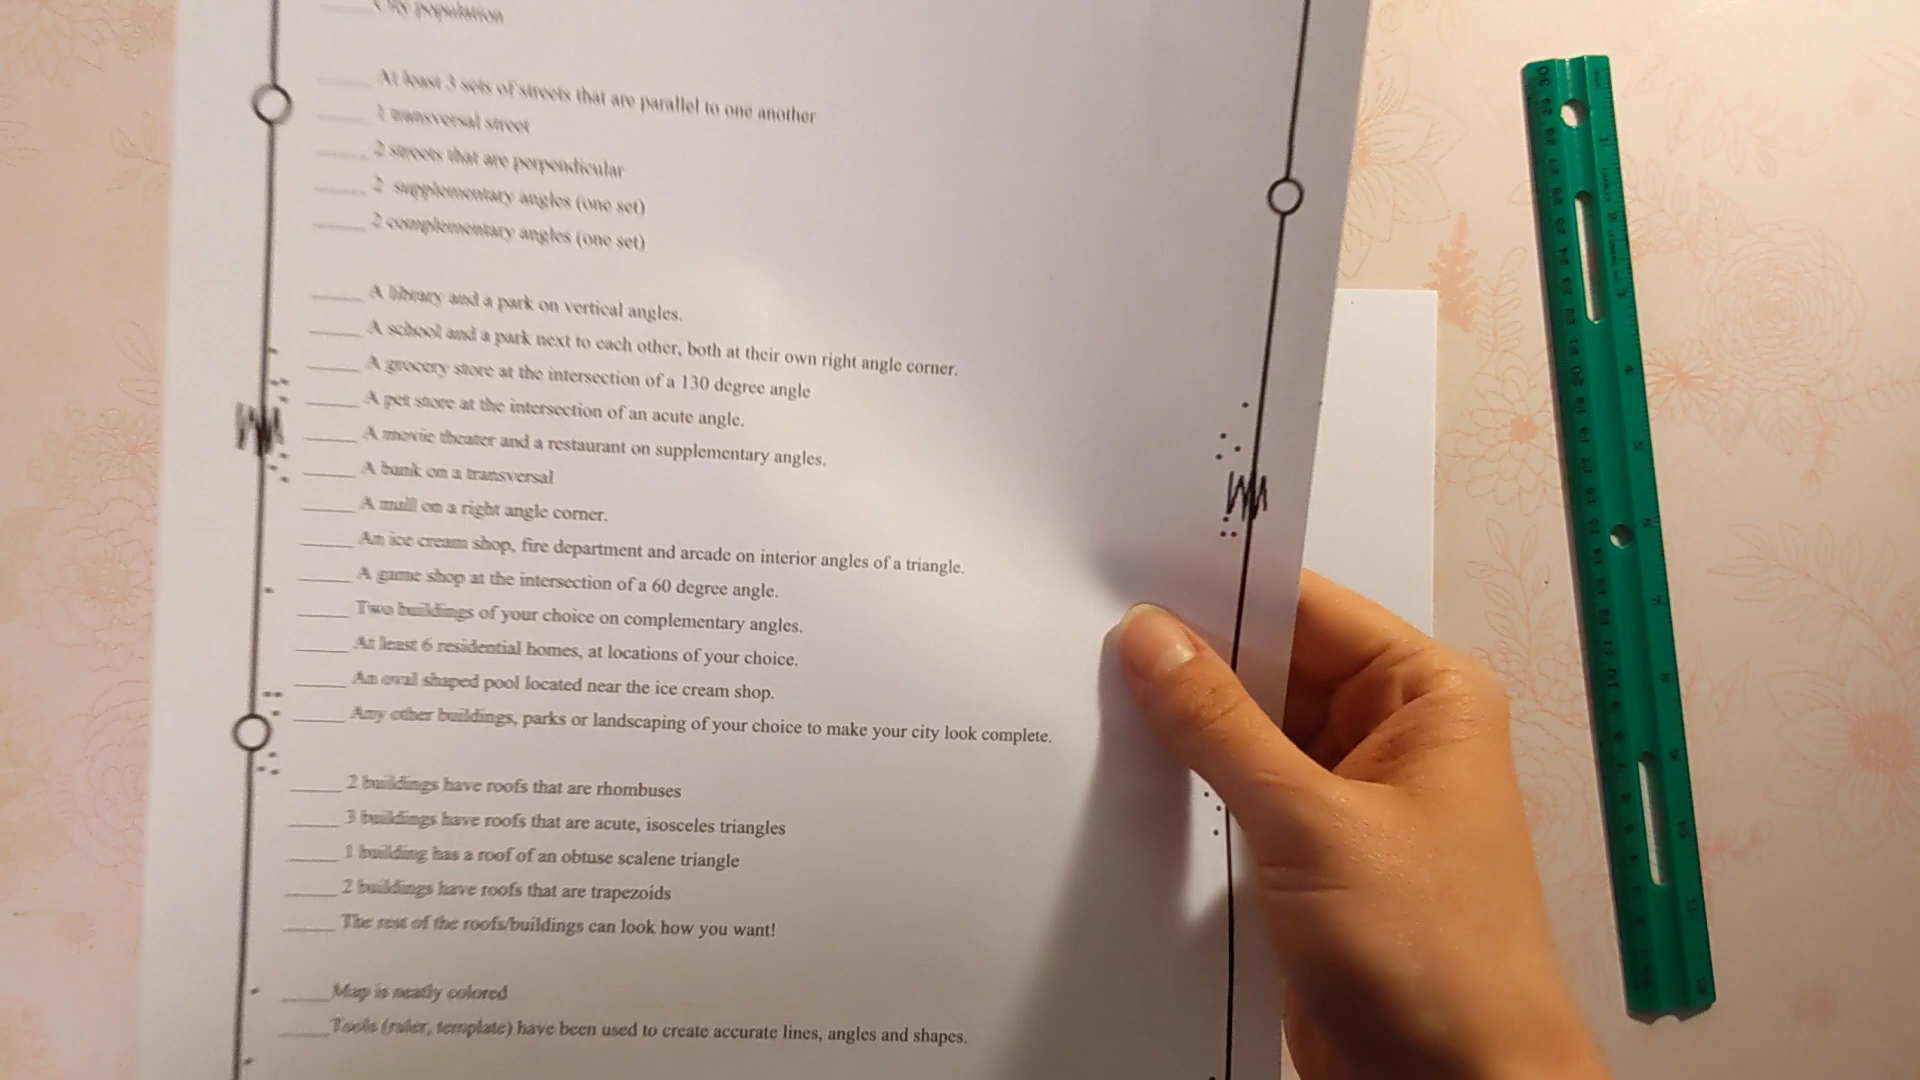 City population
_____ At least 3 sets of streets that are parallel to one another
_____ 1 transversal street
_____ 2 streets that are perpendicular
_____ 2 supplementary angles (one set)
_____ 2 complementary angles (one set)
_____ A library and a park on vertical angles.
_____ A school and a park next to each other, both at their own right angle corner.
_____ A grocery store at the intersection of a 130 degree angle
_____ A pet store at the intersection of an acute angle.
_____ A movie theater and a restaurant on supplementary angles.
_____ A bank on a transversal
_____ A mall on a right angle corner.
_____ An ice cream shop, fire department and arcade on interior angles of a triangle.
_____ A game shop at the intersection of a 60 degree angle.
_____ Two buildings of your choice on complementary angles.
_____ At least 6 residential homes, at locations of your choice.
_____ An oval shaped pool located near the ice cream shop.
_____ Any other buildings, parks or landscaping of your choice to make your city look complete.
_____ 2 buildings have roofs that are rhombuses
_____ 3 buildings have roofs that are acute, isosceles triangles
_____ 1 building has a roof of an obtuse scalene triangle
_____ 2 buildings have roofs that are trapezoids
_____ The rest of the roofs/buildings can look how you want!
_____ Map is neatly colored
_____ Tools (ruler, template) have been used to create accurate lines, angles and shapes.